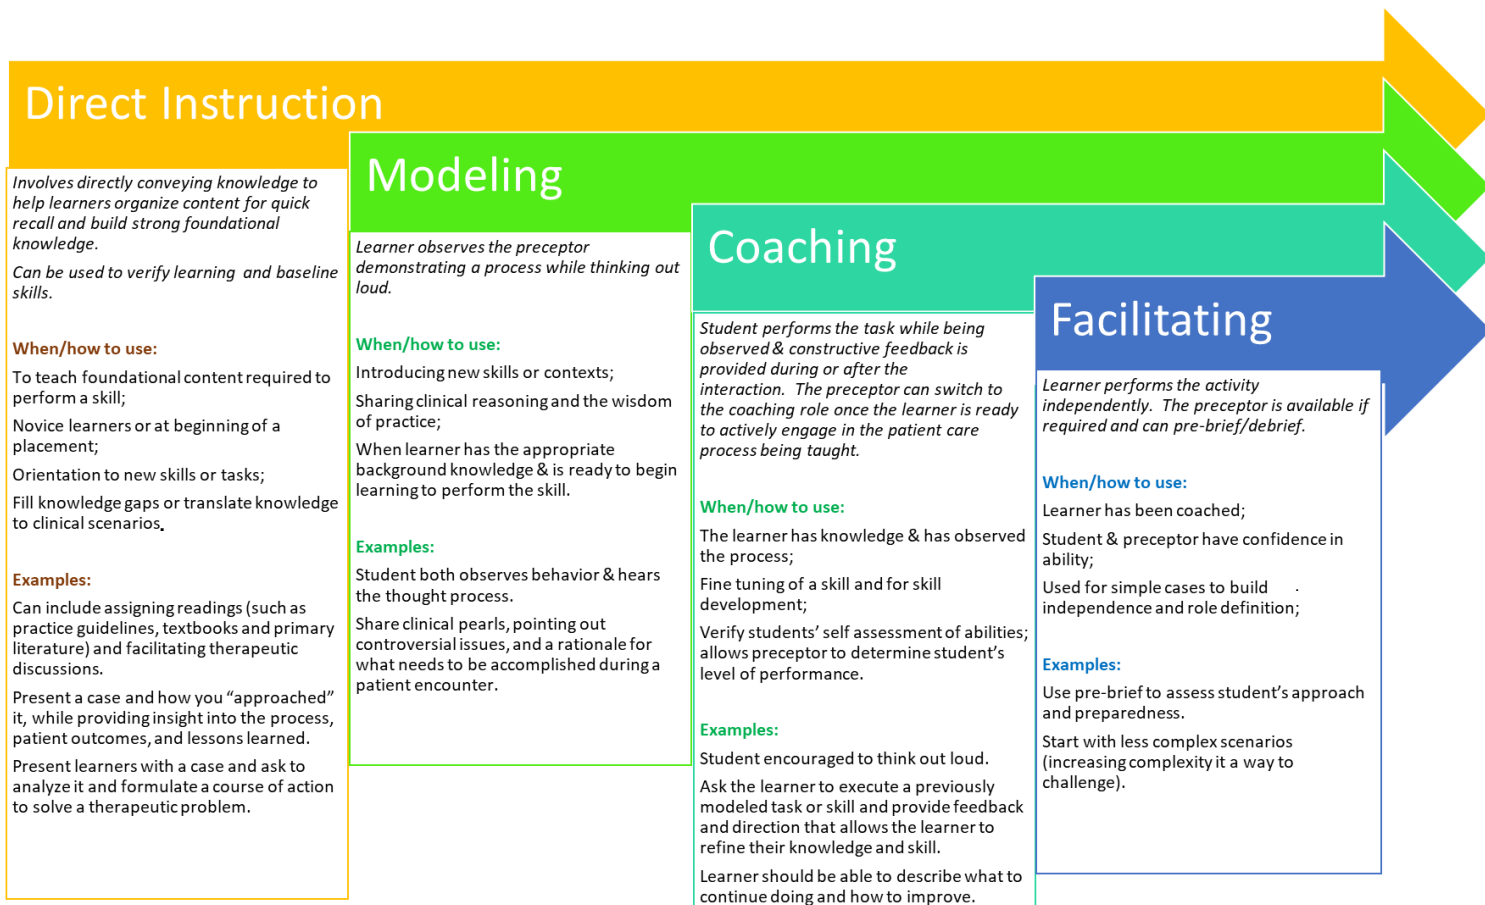 Direct Instruction
Involves directly conveying knowledge to
help learners organize content for quick
recall and build strong foundational
knowledge.
Can be used to verify learning and baseline
skills.
When/how to use:
To teach foundational content required to
perform a skill;
Novice learners or at beginning of a
placement;
Orientation to new skills or tasks;
Fill knowledge gaps or translate knowledge
to clinical scenarios.
Examples:
Can include assigning readings (such as
practice guidelines, textbooks and primary
literature) and facilitating therapeutic
discussions.
Present a case and how you “approached”
it, while providing insight into the process,
patient outcomes, and lessons learned.
Present learners with a case and ask to
analyze it and formulate a course of action
to solve a therapeutic problem.
Modeling
Learner observes the preceptor
demonstrating a process while thinking out
loud.
When/how to use:
Introducing new skills or contexts;
Sharing clinical reasoning and the wisdom
of practice;
When learner has the appropriate
background knowledge & is ready to begin
learning to perform the skill.
Examples:
Student both observes behavior & hears
the thought process.
Share clinical pearls, pointing out
controversial issues, and a rationale for
what needs to be accomplished during a
patient encounter.
Coaching
Student performs the task while being
observed & constructive feedback is
provided during or after the
interaction. The preceptor can switch to
the coaching role once the learner is ready
to actively engage in the patient care
process being taught.
When/how to use:
The learner has knowledge & has observed
the process;
Fine tuning of a skill and for skill
development;
Verify students’ self assessment of abilities;
allows preceptor to determine student’s
level of performance.
Examples:
Student encouraged to think out loud.
Ask the learner to execute a previously
modeled task or skill and provide feedback
and direction that allows the learner to
refine their knowledge and skill.
Learner should be able to describe what to
continue doing and how to improve.
Facilitating
Learner performs the activity
independently. The preceptor is available if
required and can pre-brief/debrief.
When/how to use:
Learner has been coached;
Student & preceptor have confidence in
ability;
Used for simple cases to build .
independence and role definition;
Examples:
Use pre-brief to assess student’s approach
and preparedness.
Start with less complex scenarios
(increasing complexity it a way to
challenge).